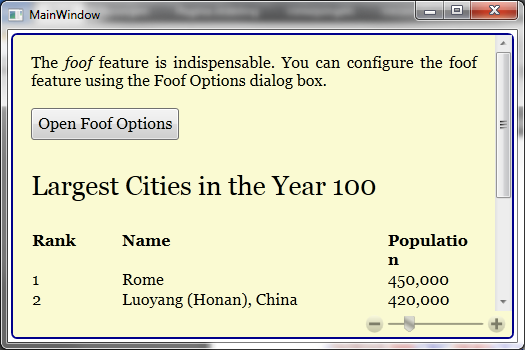 MainWindow
The foof feature is indispensable. You can configure the foof
feature using the Foof Options dialog box.
Open Foof Options
Largest Cities in the Year 100
Rank Name Populatio
n
1 Rome 450,000
2 Luoyang (Honan), China 420,000